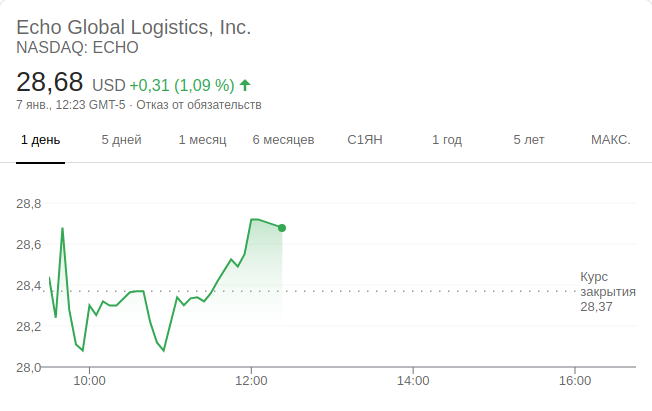 Echo Global Logistics, Inc.
NASDAQ: ECHO
28,68 USD +0,31 (1,09 %)
7 янв., 12:23 GMT-5 · Отказ от обязательств
1 день 5 дней 1 месяц 6 месяцев С1ЯН 1 год 5 лет МАКС.
28,8
28,6
28,4
28,2
28,0
Курс
закрытия
28,37
10:00 12:00 14:00 16:00